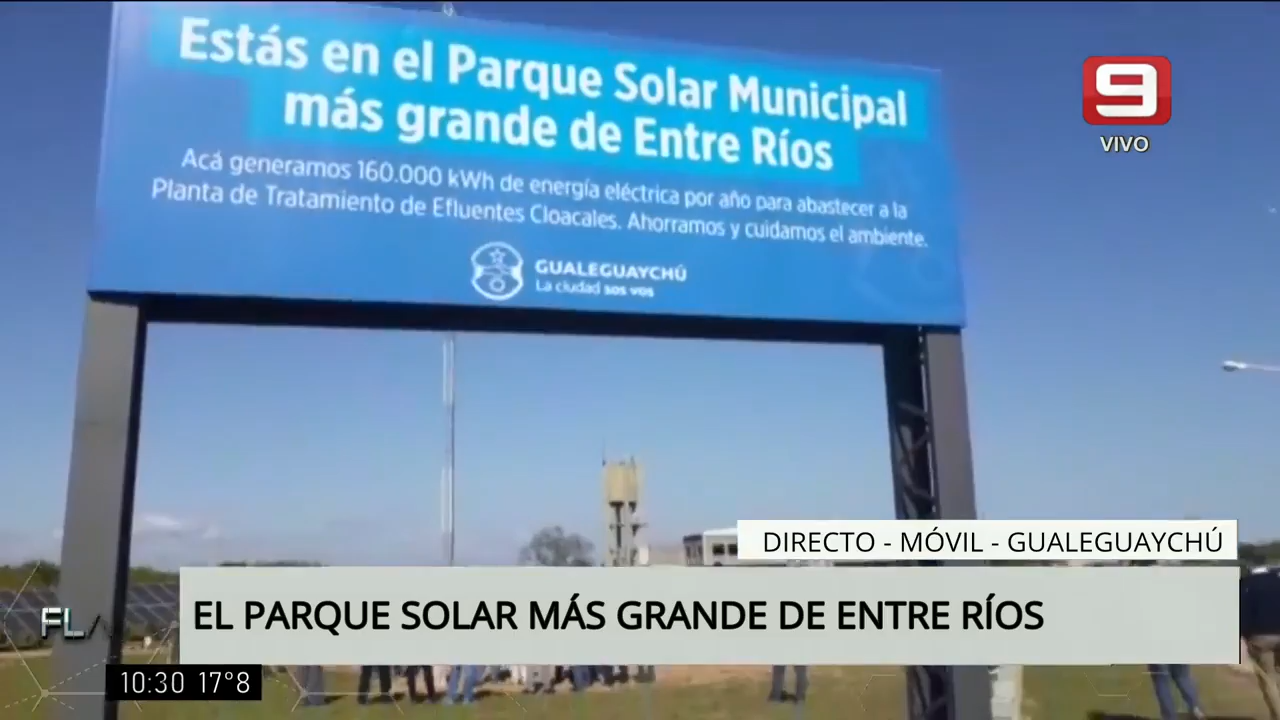 Estás en el Parque Solar Municipal
más grande de Entre Ríos
Acá generamos 160.000 kWh de energía eléctrica por año para abastecer a la
Planta de Tratamiento de Efluentes Cloacales. Ahorramos y cuidamos el ambiente.
GUALEGUAYCHÚ
La ciudad sos vos
9
VIVO
DIRECTO - MÓVIL - GUALEGUAYCHÚ
EL PARQUE SOLAR MÁS GRANDE DE ENTRE RÍOS
10:30 17°8